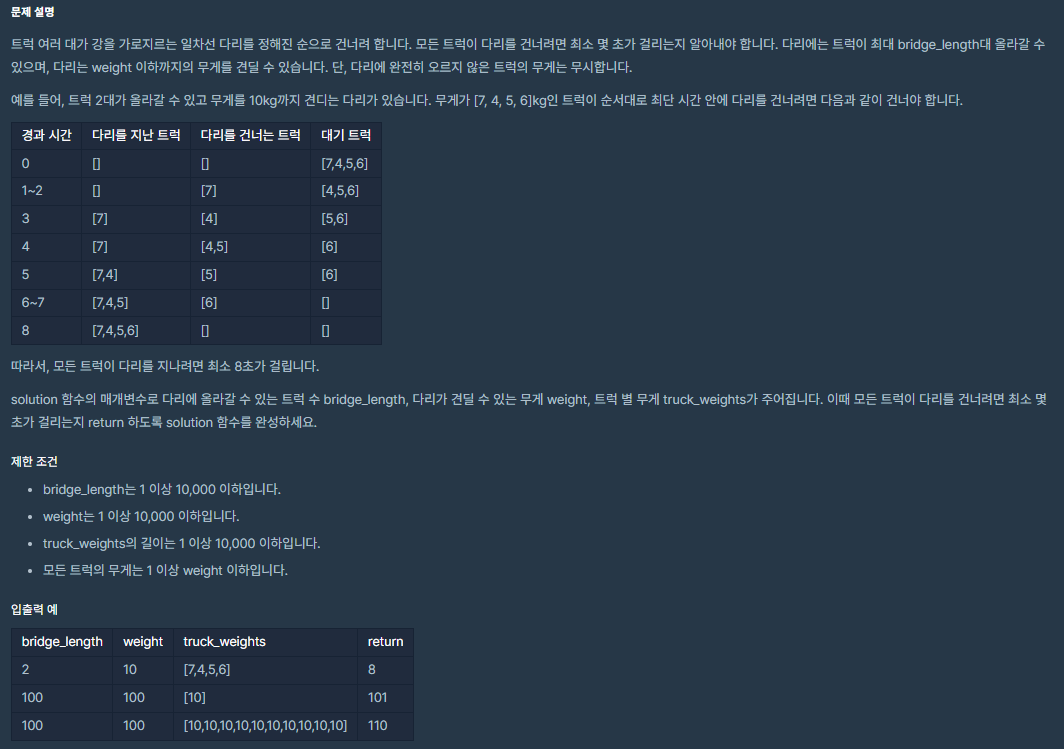 문제 설명
트럭 여러 대가 강을 가로지르는 일차선 다리를 정해진 순으로 건너려 합니다. 모든 트럭이 다리를 건너려면 최소 몇 초가 걸리는지 알아내야 합니다. 다리에는 트럭이 최대 bridge_length대 올라갈 수
있으며, 다리는 weight 이하까지의 무게를 견딜 수 있습니다. 단, 다리에 완전히 오르지 않은 트럭의 무게는 무시합니다.
예를 들어, 트럭 2대가 올라갈 수 있고 무게를 10kg까지 견디는 다리가 있습니다. 무게가 [7, 4, 5, 6]kg인 트럭이 순서대로 최단 시간 안에 다리를 건너려면 다음과 같이 건너야 합니다.
경과 시간 다리를 지난 트럭 다리를 건너는 트럭 대기 트럭
0 [] [] [7,4,5,6]
1~2 [] [7] [4,5,6]
3 [7] [4] [5,6]
4 [7] [4,5] [6]
5 [7,4] [5] [6]
6~7 [7,4,5] [6] []
8 [7,4,5,6] [] []
따라서, 모든 트럭이 다리를 지나려면 최소 8초가 걸립니다.
solution 함수의 매개변수로 다리에 올라갈 수 있는 트럭 수 bridge_length, 다리가 견딜 수 있는 무게 weight, 트럭 별 무게 truck_weights가 주어집니다. 이때 모든 트럭이 다리를 건너려면 최소 몇
초가 걸리는지 return 하도록 solution 함수를 완성하세요.
제한 조건
• bridge_length는 1 이상 10,000 이하입니다.
• weight는 1 이상 10,000 이하입니다.
• truck_weights의 길이는 1 이상 10,000 이하입니다.
• 모든 트럭의 무게는 1 이상 weight 이하입니다.
입출력 예
bridge_length weight truck_weights return
2 10 [7,4,5,6] 8
100 100 [10] 101
100 100 [10,10,10,10,10,10,10,10,10,10] 110